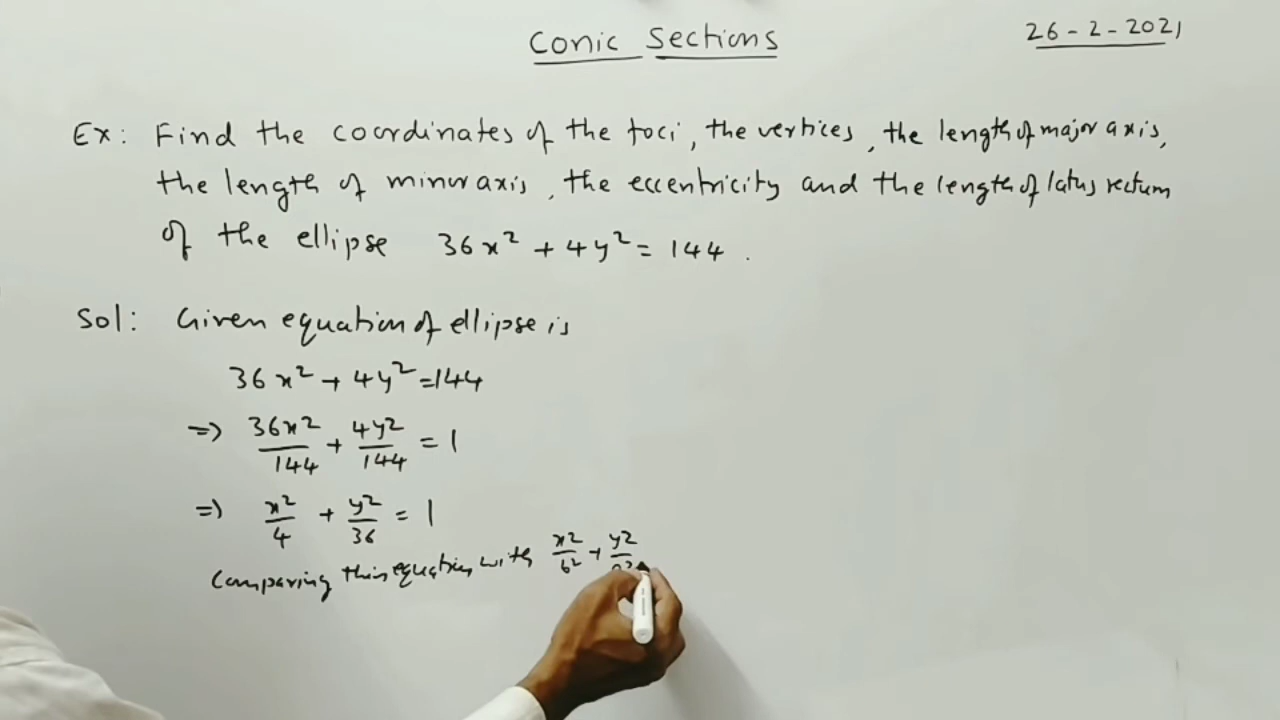 Conic Sections
26-2-2021
Ex: Find the coordinates of the foci, the vertices, the length of major axis,
the length of minor axis, the eccentricity and the length of latus rectum
of the ellipse 36x² + 4y² = 144.
Sol: Given equation of ellipse is
36x² + 4y² = 144
⇒ 36x²/144 + 4y²/144 = 1
⇒ x²/4 + y²/36 = 1
Comparing this equation with x²/b² + y²